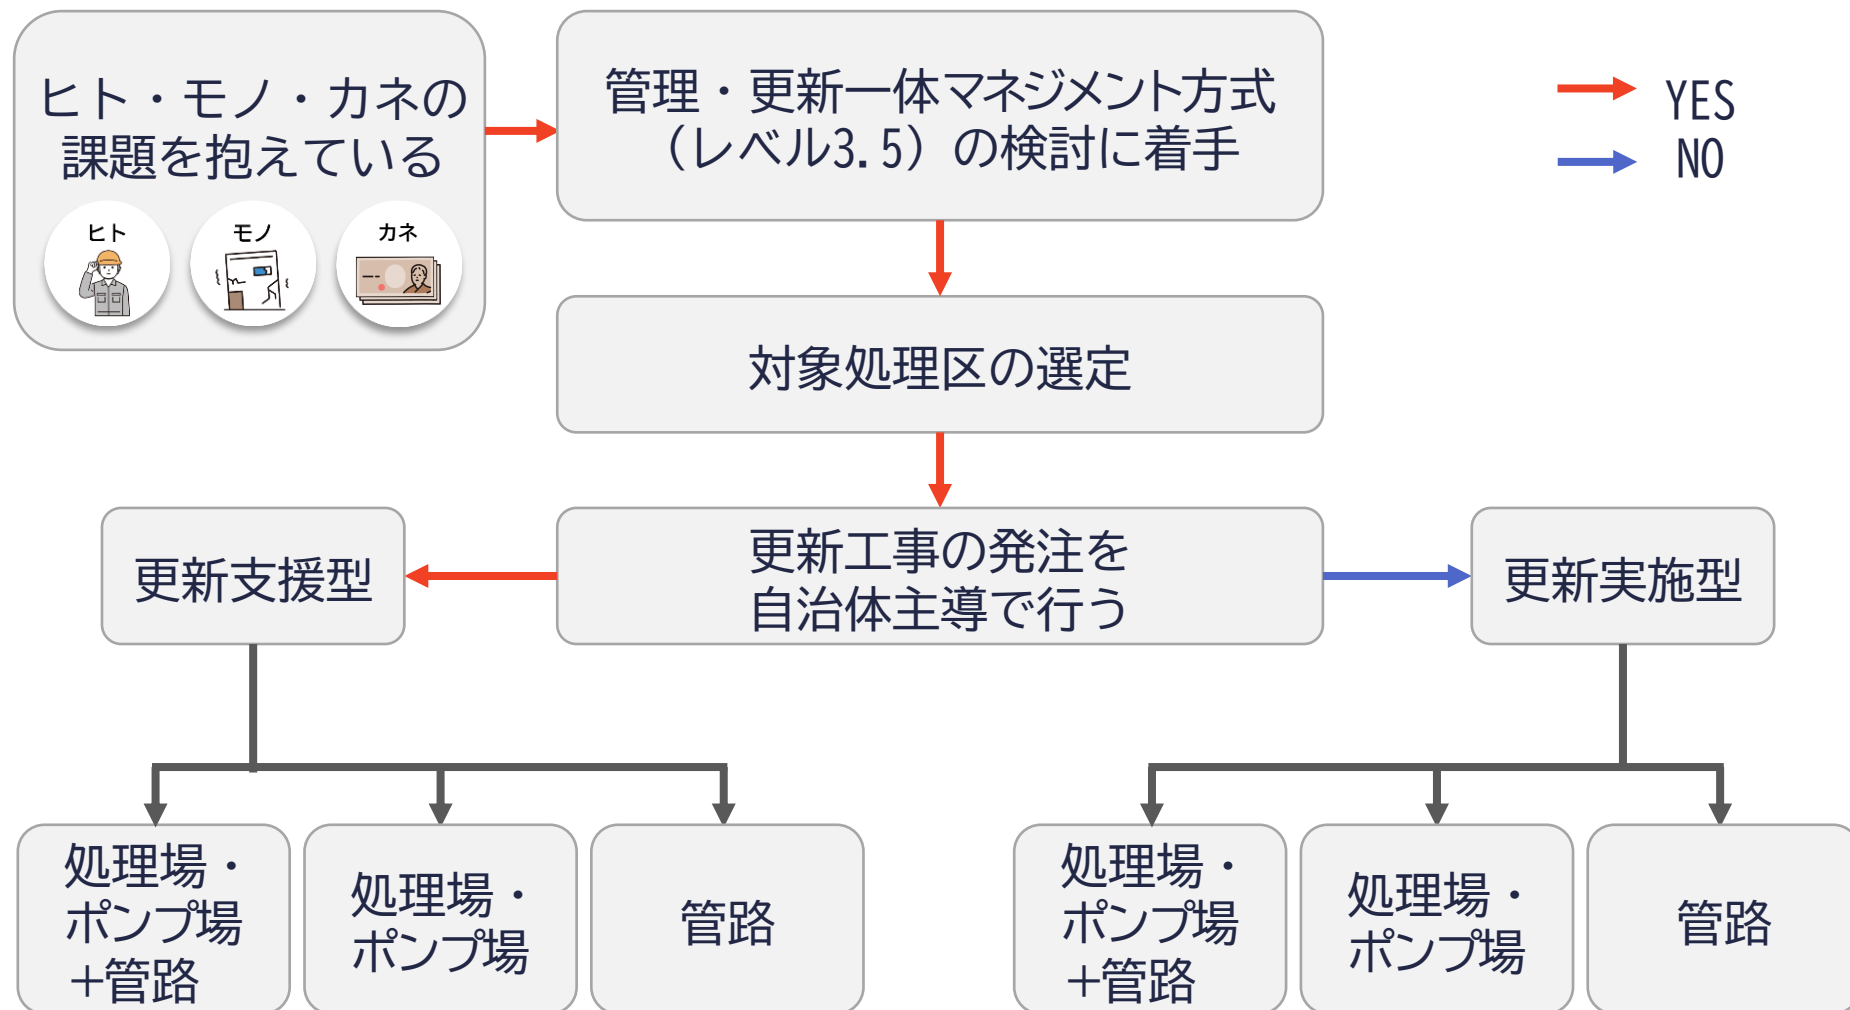 ヒト・モノ・カネの
課題を抱えている
ヒト
モノ
カネ
管理・更新一体マネジメント方式
（レベル3.5）の検討に着手
YES
NO
対象処理区の選定
更新支援型
更新工事の発注を
自治体主導で行う
更新実施型
処理場・
ポンプ場
+管路
処理場・
ポンプ場
管路
処理場・
ポンプ場
+管路
処理場・
ポンプ場
管路